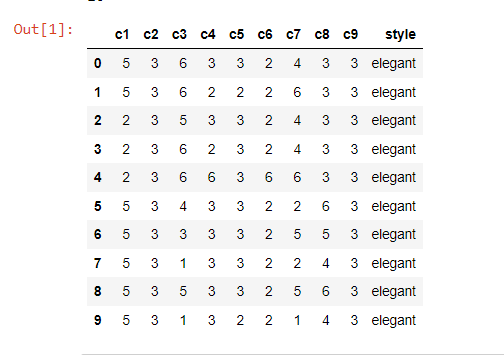 Out[1]:
c1 c2 c3 c4 c5 c6 c7 c8 c9 style
0 5 3 6 3 3 2 4 3 3 elegant
1 5 3 6 2 2 2 6 3 3 elegant
2 2 3 5 3 3 2 4 3 3 elegant
3 2 3 6 2 3 2 4 3 3 elegant
4 2 3 6 6 3 6 6 3 3 elegant
5 5 3 4 3 3 2 2 6 3 elegant
6 5 3 3 3 3 2 5 5 3 elegant
7 5 3 1 3 3 2 2 4 3 elegant
8 5 3 5 3 3 2 5 6 3 elegant
9 5 3 1 3 2 2 1 4 3 elegant